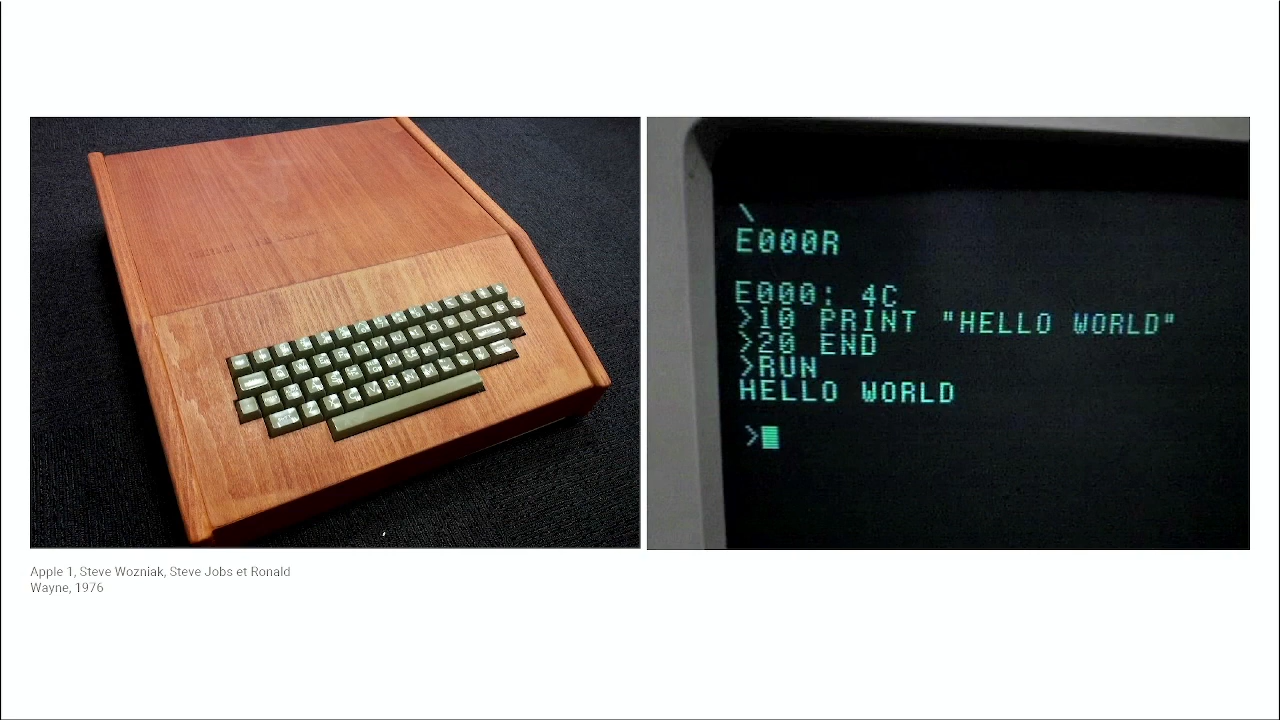 \
E000R
E000: 4C
>10 PRINT "HELLO WORLD"
>20 END
>RUN
HELLO WORLD
>
Apple 1, Steve Wozniak, Steve Jobs et Ronald
Wayne, 1976